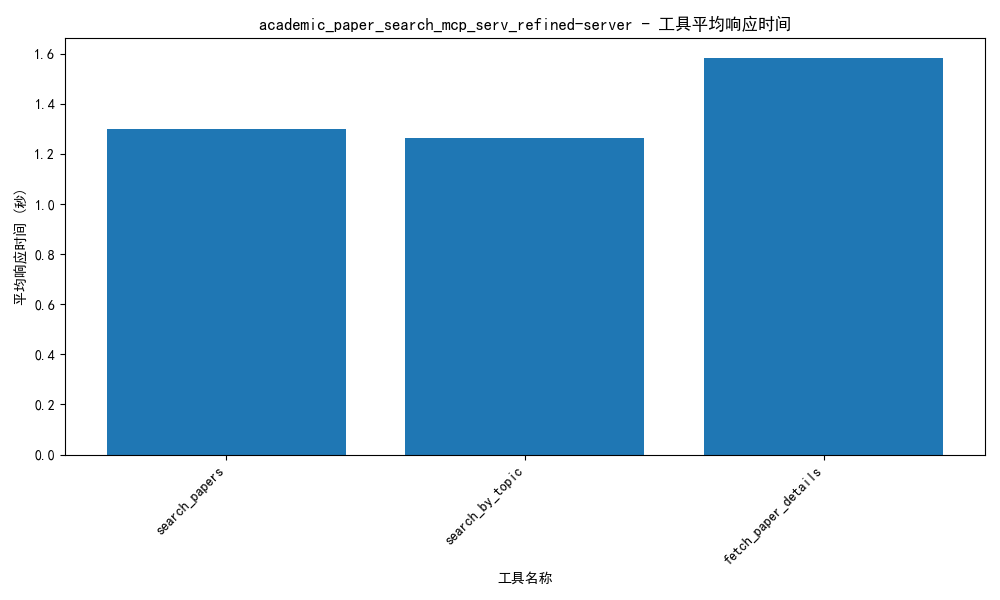 academic_paper_search_mcp_serv_refined-server - 工具平均响应时间
平均响应时间 (秒)
1.6
1.4
1.2
1.0
0.8
0.6
0.4
0.2
0.0
search_papers
search_by_topic
fetch_paper_details
工具名称